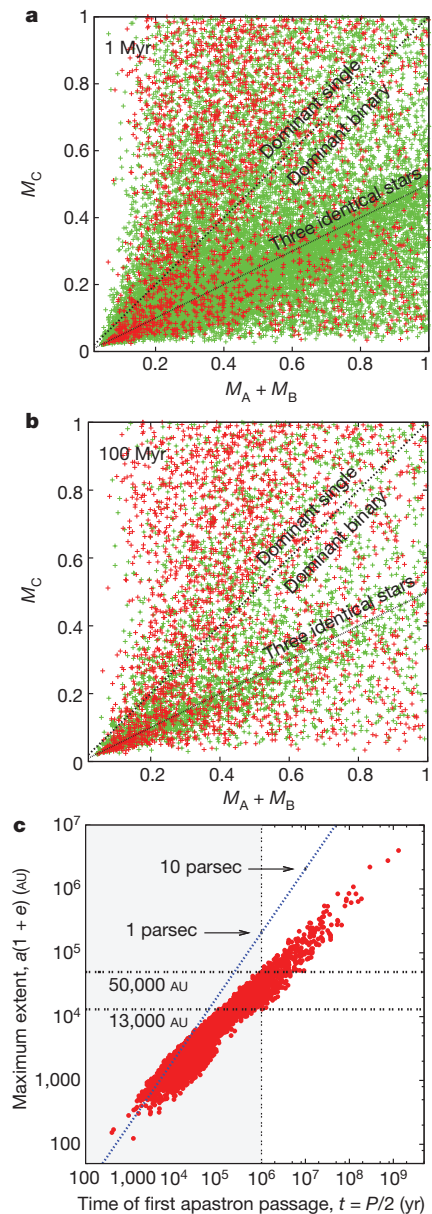 a
1 Myr
1
0.8
0.6
0.4
0.2
0
M_C
Dominant single
Dominant binary
Three identical stars
0.2 0.4 0.6 0.8 1
M_A + M_B
b
100 Myr
1
0.8
0.6
0.4
0.2
0
M_C
Dominant single
Dominant binary
Three identical stars
0.2 0.4 0.6 0.8 1
M_A + M_B
c
10^7
10^6
10^5
10^4
1,000
100
Maximum extent, a(1 + e) (AU)
10 parsec
1 parsec
50,000 AU
13,000 AU
100 1,000 10^4 10^5 10^6 10^7 10^8 10^9
Time of first apastron passage, t = P/2 (yr)